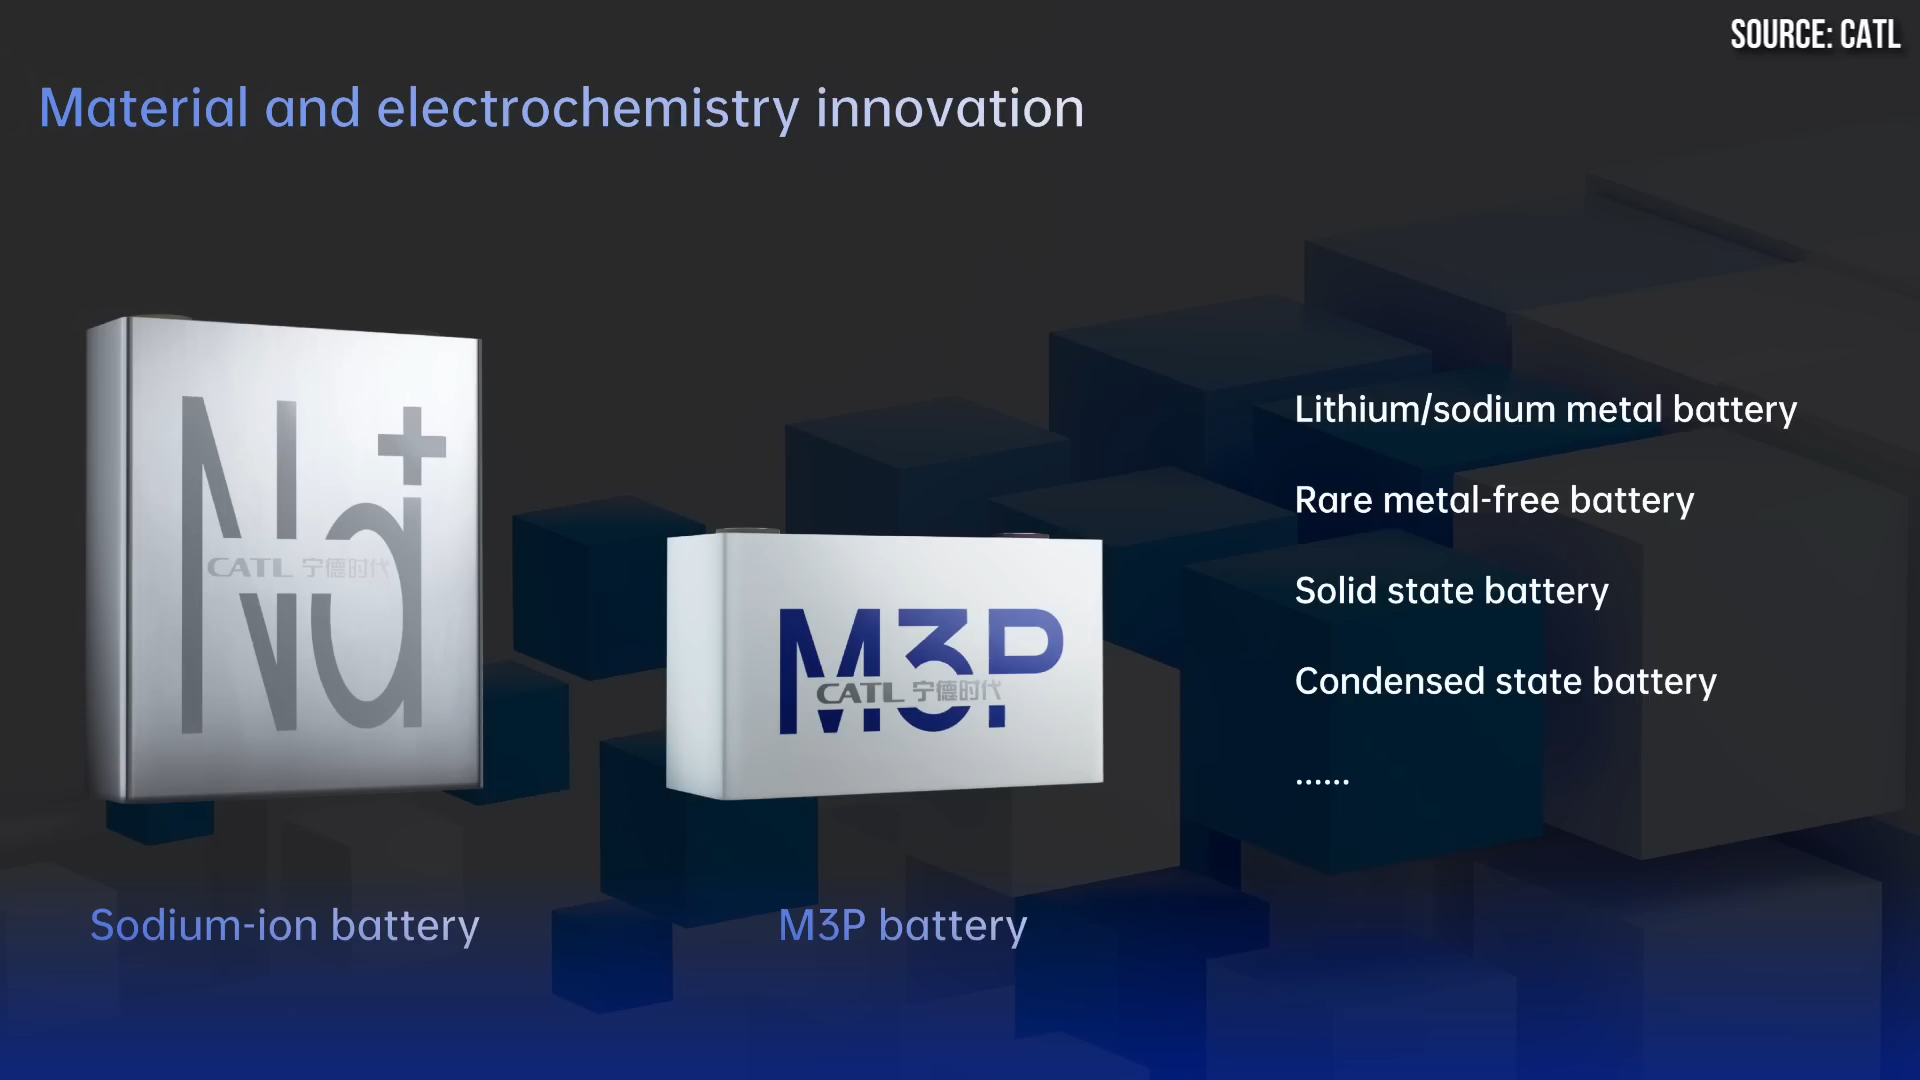 SOURCE: CATL
Material and electrochemistry innovation
Na+
CATL 宁德时代
M3P
CATL 宁德时代
Lithium/sodium metal battery
Rare metal-free battery
Solid state battery
Condensed state battery
......
Sodium-ion battery
M3P battery